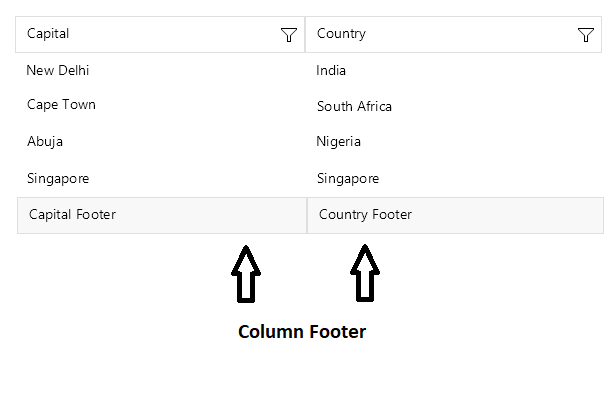 Capital Country
New Delhi India
Cape Town South Africa
Abuja Nigeria
Singapore Singapore
Capital Footer Country Footer
Column Footer